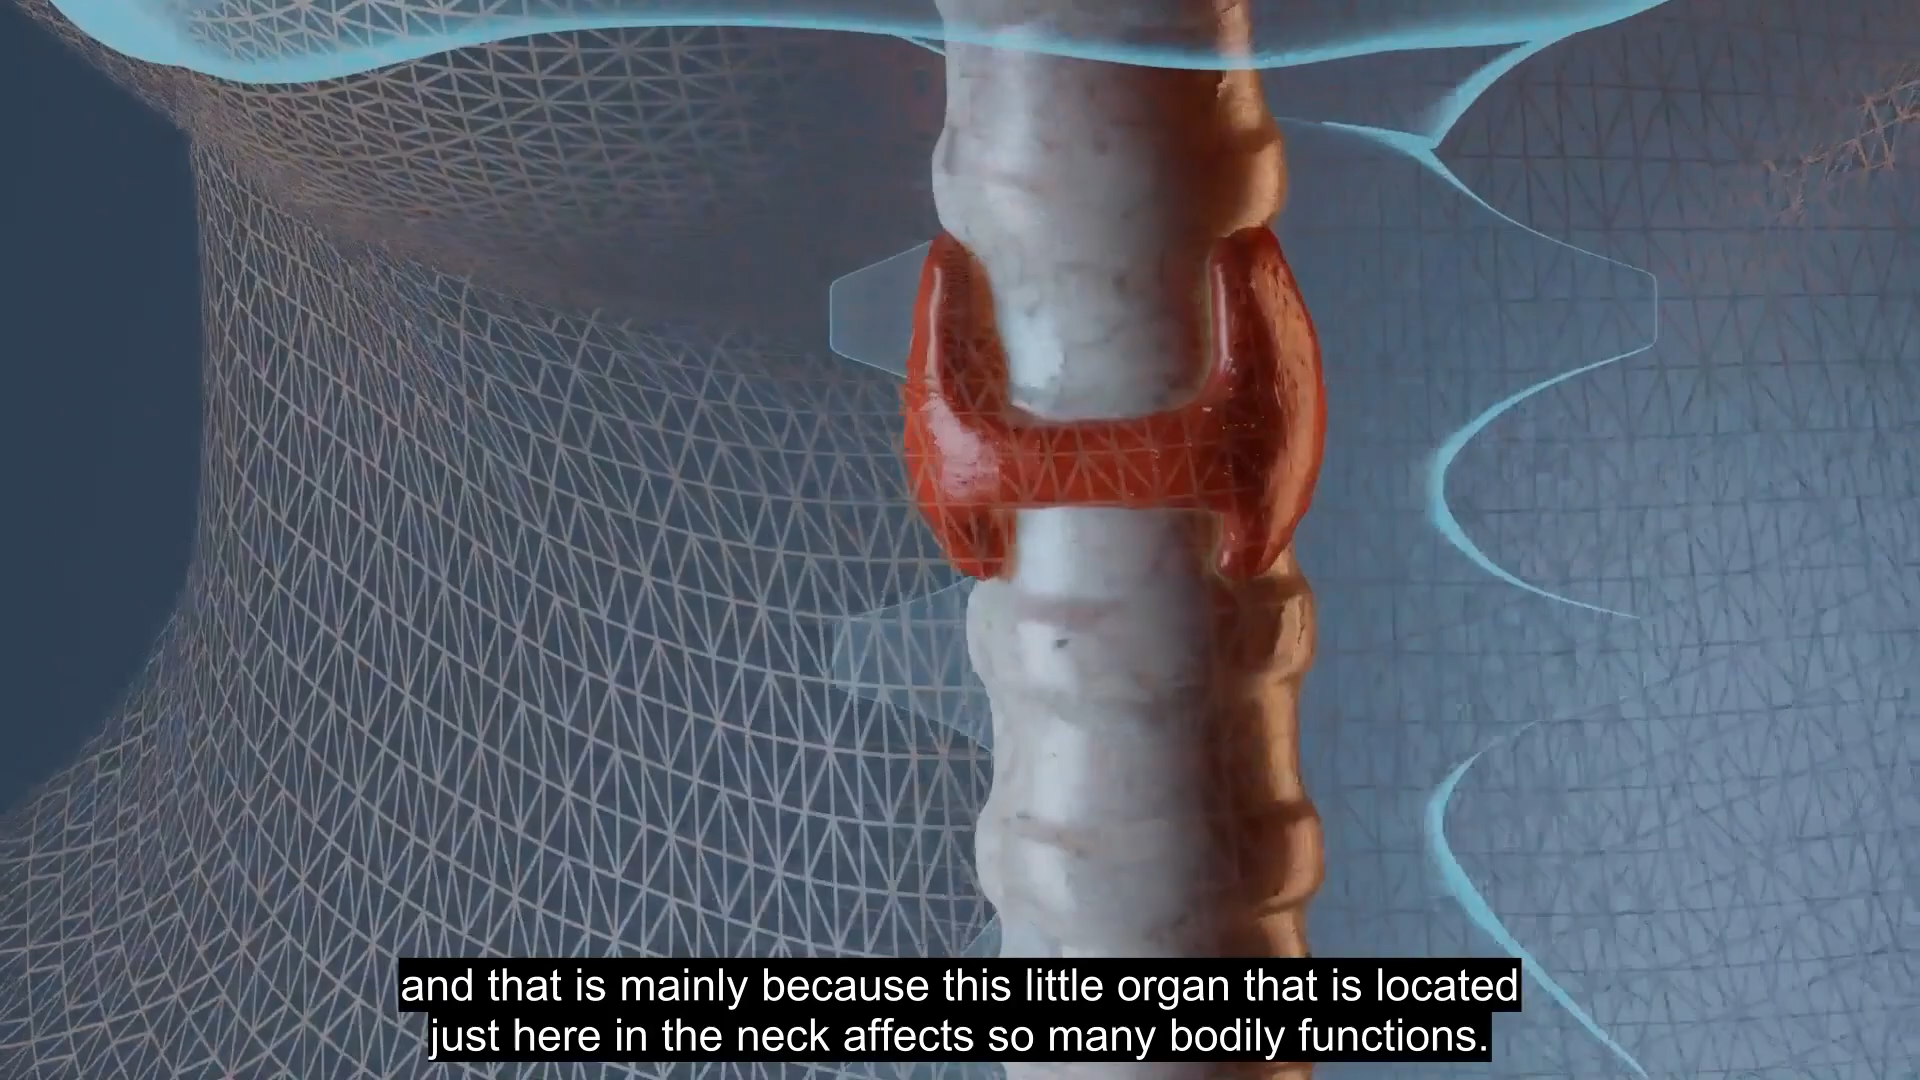 and that is mainly because this little organ that is located
just here in the neck affects so many bodily functions.